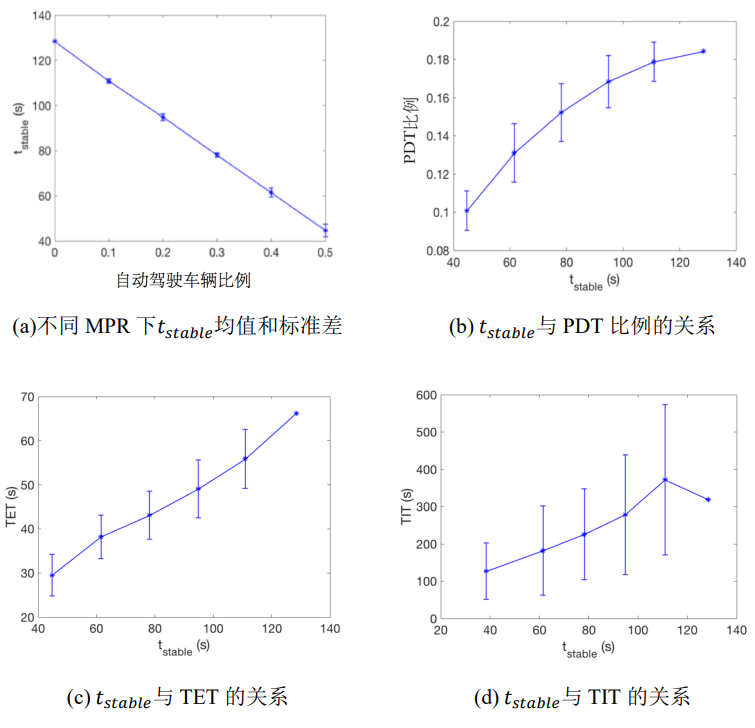 140
120
100
80
60
40
t_stable (s)
0 0.1 0.2 0.3 0.4 0.5
自动驾驶车辆比例
(a)不同 MPR 下t_stable均值和标准差
0.2
0.18
0.16
0.14
0.12
0.1
0.08
PDT比例
40 60 80 100 120 140
t_stable (s)
(b) t_stable与 PDT 比例的关系
70
60
50
40
30
20
TET (s)
40 60 80 100 120 140
t_stable (s)
(c) t_stable与 TET 的关系
600
500
400
300
200
100
0
TIT (s)
20 40 60 80 100 120 140
t_stable (s)
(d) t_stable与 TIT 的关系